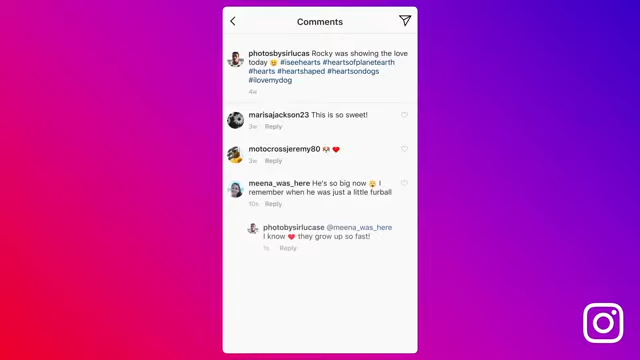 Comments
photosbysirlucas Rocky was showing the love
today 😉 #iseehearts #heartsofplanetearth
#hearts #heartshaped #heartsondogs
#ilovemydog
4w
marisajackson23 This is so sweet!
3w Reply
motocrossjeremy80 🐶 ❤️
3w Reply
meena_was_here He's so big now 😩 I
remember when he was just a little furball
10s Reply
photobysirlucase @meena_was_here
I know ❤️ they grow up so fast!
1s Reply